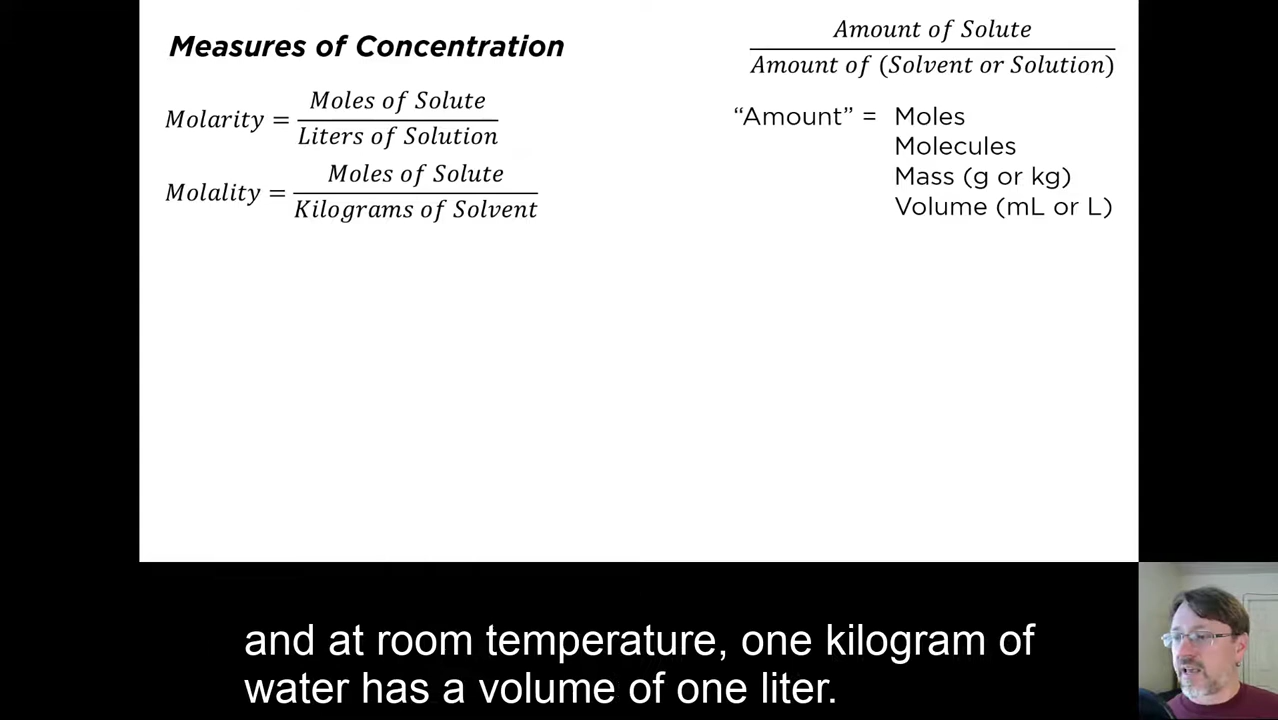 Measures of Concentration
Molarity = Moles of Solute / Liters of Solution
Molality = Moles of Solute / Kilograms of Solvent
Amount of Solute / Amount of (Solvent or Solution)
“Amount” = Moles
Molecules
Mass (g or kg)
Volume (mL or L)
and at room temperature, one kilogram of
water has a volume of one liter.